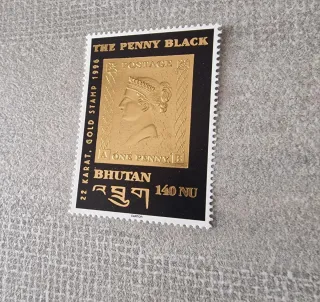 THE PENNY BLACK
22 KARAT. GOLD STAMP 1996
POSTAGE
A ONE PENNY H
BHUTAN
འབྲུག
140 NU